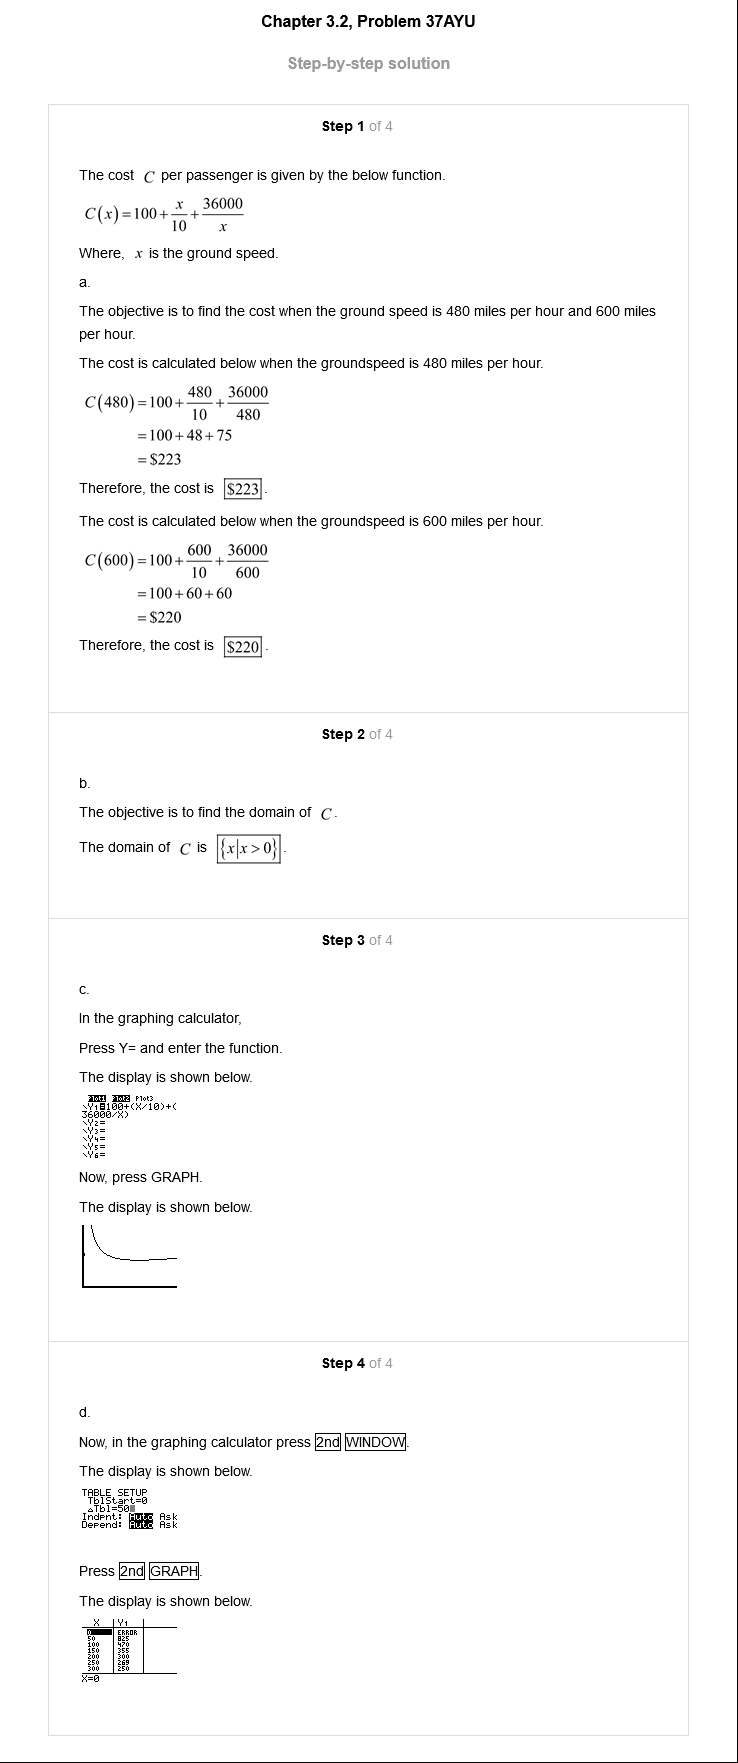 Chapter 3.2, Problem 37AYU
Step-by-step solution
Step 1 of 4
The cost C per passenger is given by the below function.
C(x)=100+x/10+36000/x
Where, x is the ground speed.
a.
The objective is to find the cost when the ground speed is 480 miles per hour and 600 miles
per hour.
The cost is calculated below when the groundspeed is 480 miles per hour.
C(480)=100+480/10+36000/480
=100+48+75
=$223
Therefore, the cost is $223.
The cost is calculated below when the groundspeed is 600 miles per hour.
C(600)=100+600/10+36000/600
=100+60+60
=$220
Therefore, the cost is $220.
Step 2 of 4
b.
The objective is to find the domain of C.
The domain of C is {x|x>0}.
Step 3 of 4
c.
In the graphing calculator,
Press Y= and enter the function.
The display is shown below.
Plot1 Plot2 Plot3
\Y1=100+(X/10)+(
36000/X)
\Y2=
\Y3=
\Y4=
\Y5=
\Y6=
Now, press GRAPH.
The display is shown below.
Step 4 of 4
d.
Now, in the graphing calculator press 2nd WINDOW.
The display is shown below.
TABLE SETUP
TblStart=0
△Tbl=50
Indpnt: Auto Ask
Depend: Auto Ask
Press 2nd GRAPH.
The display is shown below.
X Y1
0 ERROR
50 825
100 470
150 355
200 300
250 269
300 250
X=0